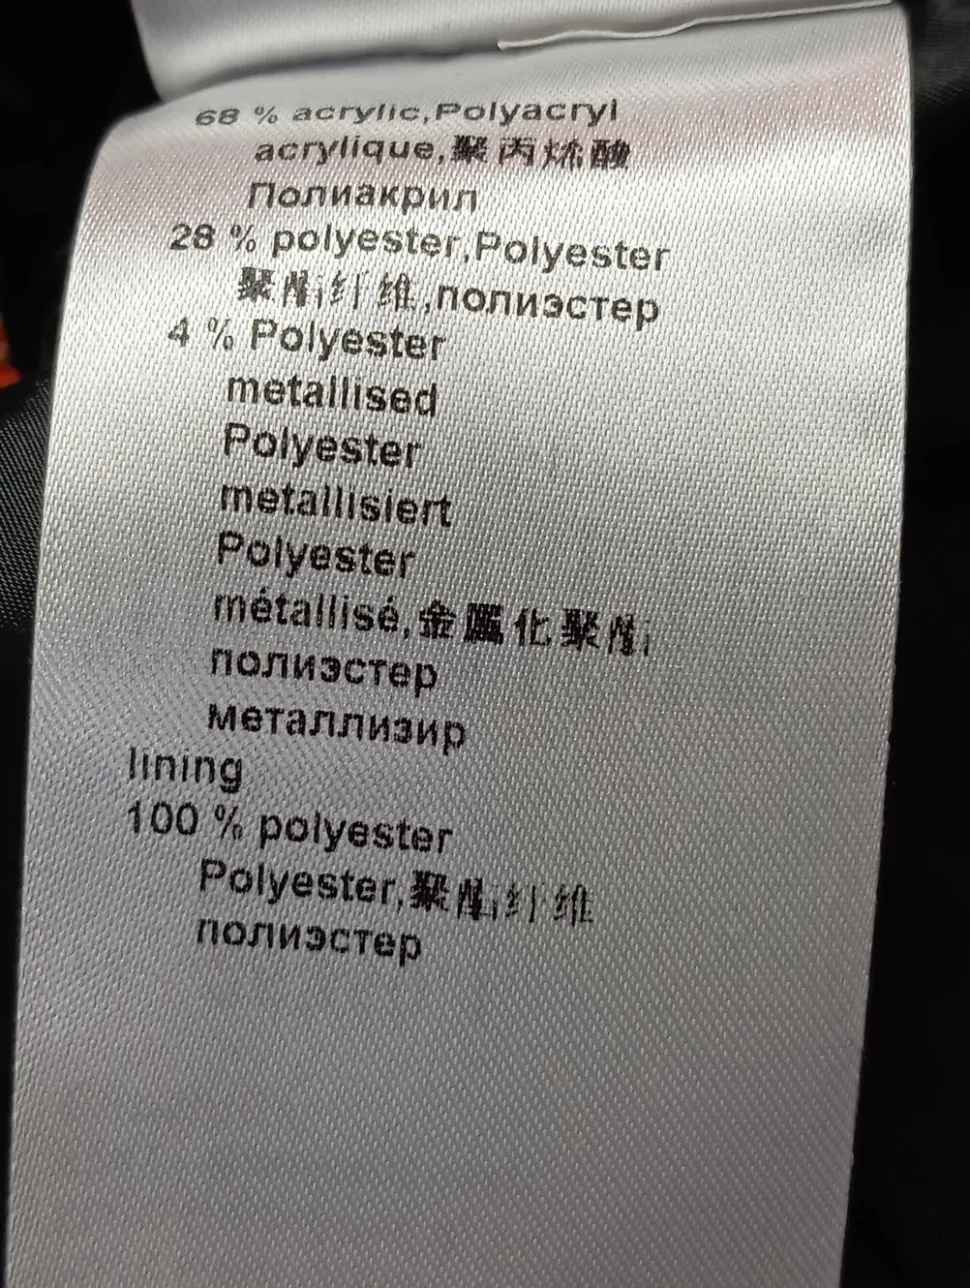 68 % acrylic,Polyacryl
acrylique,聚丙烯酸
Полиакрил
28 % polyester,Polyester
聚酯纤维,полиэстер
4 % Polyester
metallised
Polyester
metallisiert
Polyester
métallisé,金属化聚酯
полиэстер
металлизир
lining
100 % polyester
Polyester,聚酯纤维
полиэстер